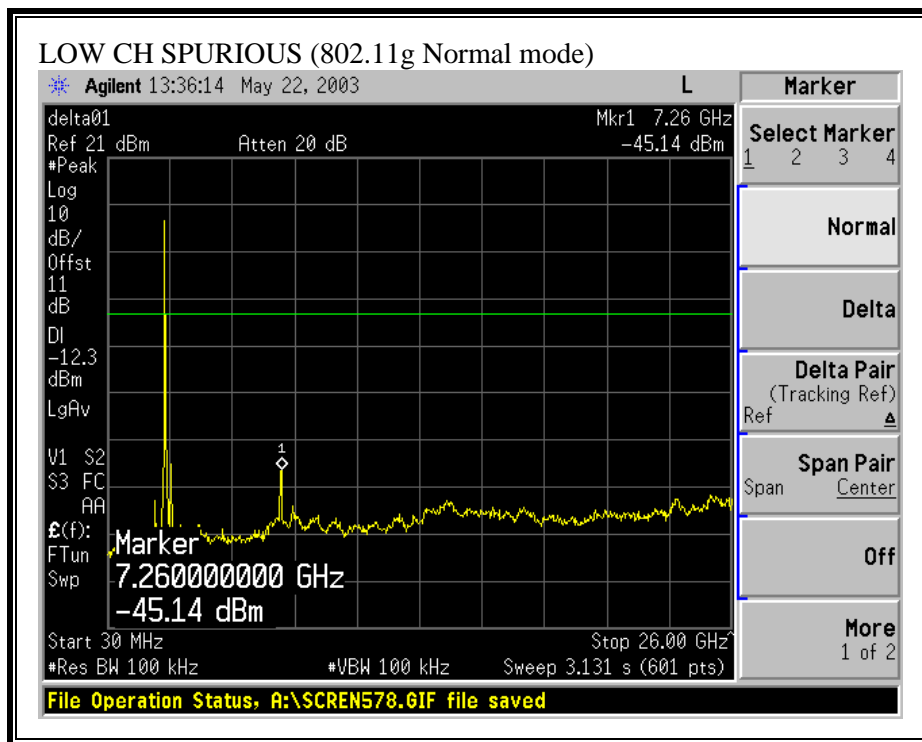 LOW CH SPURIOUS (802.11g Normal mode)
Agilent 13:36:14 May 22, 2003 L
delta01 Mkr1 7.26 GHz
Ref 21 dBm Atten 20 dB -45.14 dBm
#Peak
Log
10
dB/
Offst
11
dB
DI
-12.3
dBm
LgAv
V1 S2
S3 FC
AA
£(f):
FTun
Swp
1
Marker
7.260000000 GHz
-45.14 dBm
Start 30 MHz Stop 26.00 GHz^
#Res BW 100 kHz #VBW 100 kHz Sweep 3.131 s (601 pts)
File Operation Status, A:\SCREN578.GIF file saved
Marker
Select Marker
1 2 3 4
Normal
Delta
Delta Pair
(Tracking Ref)
Ref Δ
Span Pair
Span Center
Off
More
1 of 2